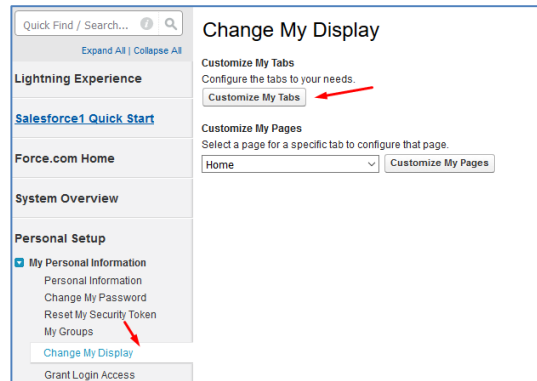 Quick Find / Search...
Expand All | Collapse All
Lightning Experience
Salesforce1 Quick Start
Force.com Home
System Overview
Personal Setup
My Personal Information
Personal Information
Change My Password
Reset My Security Token
My Groups
Change My Display
Grant Login Access
Change My Display
Customize My Tabs
Configure the tabs to your needs.
Customize My Tabs
Customize My Pages
Select a page for a specific tab to configure that page.
Home Customize My Pages